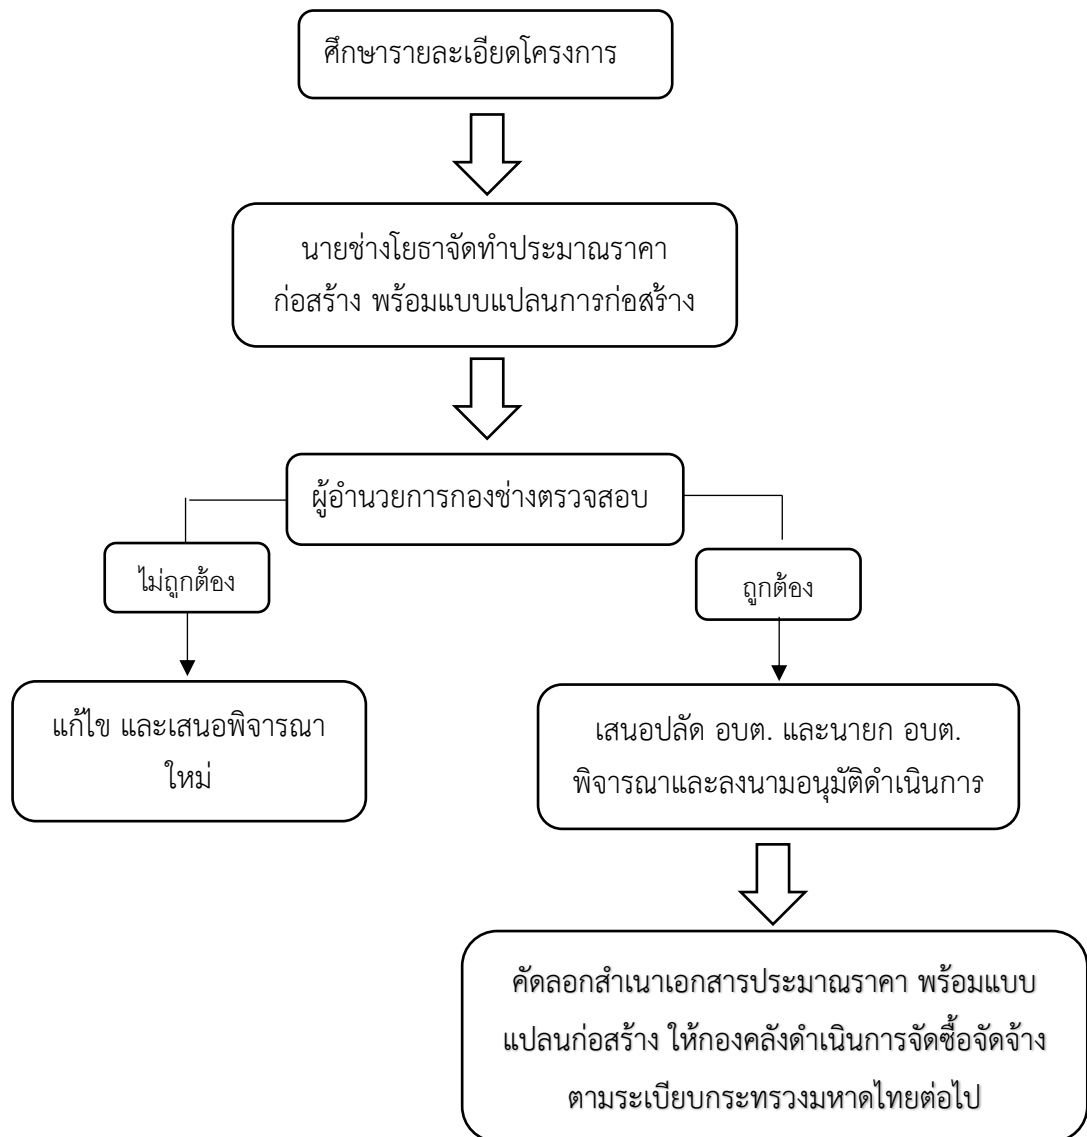 ศึกษารายละเอียดโครงการ
นายช่างโยธาจัดทำประมาณราคา
ก่อสร้าง พร้อมแบบแปลนการก่อสร้าง
ผู้อำนวยการกองช่างตรวจสอบ
ไม่ถูกต้อง
ถูกต้อง
แก้ไข และเสนอพิจารณา
ใหม่
เสนอปลัด อบต. และนายก อบต.
พิจารณาและลงนามอนุมัติดำเนินการ
คัดลอกสำเนาเอกสารประมาณราคา พร้อมแบบ
แปลนก่อสร้าง ให้กองคลังดำเนินการจัดซื้อจัดจ้าง
ตามระเบียบกระทรวงมหาดไทยต่อไป